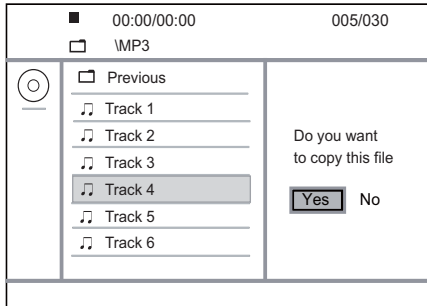 00:00/00:00 005/030
\MP3
Previous
Track 1
Track 2
Track 3
Track 4
Track 5
Track 6
Do you want
to copy this file
Yes No